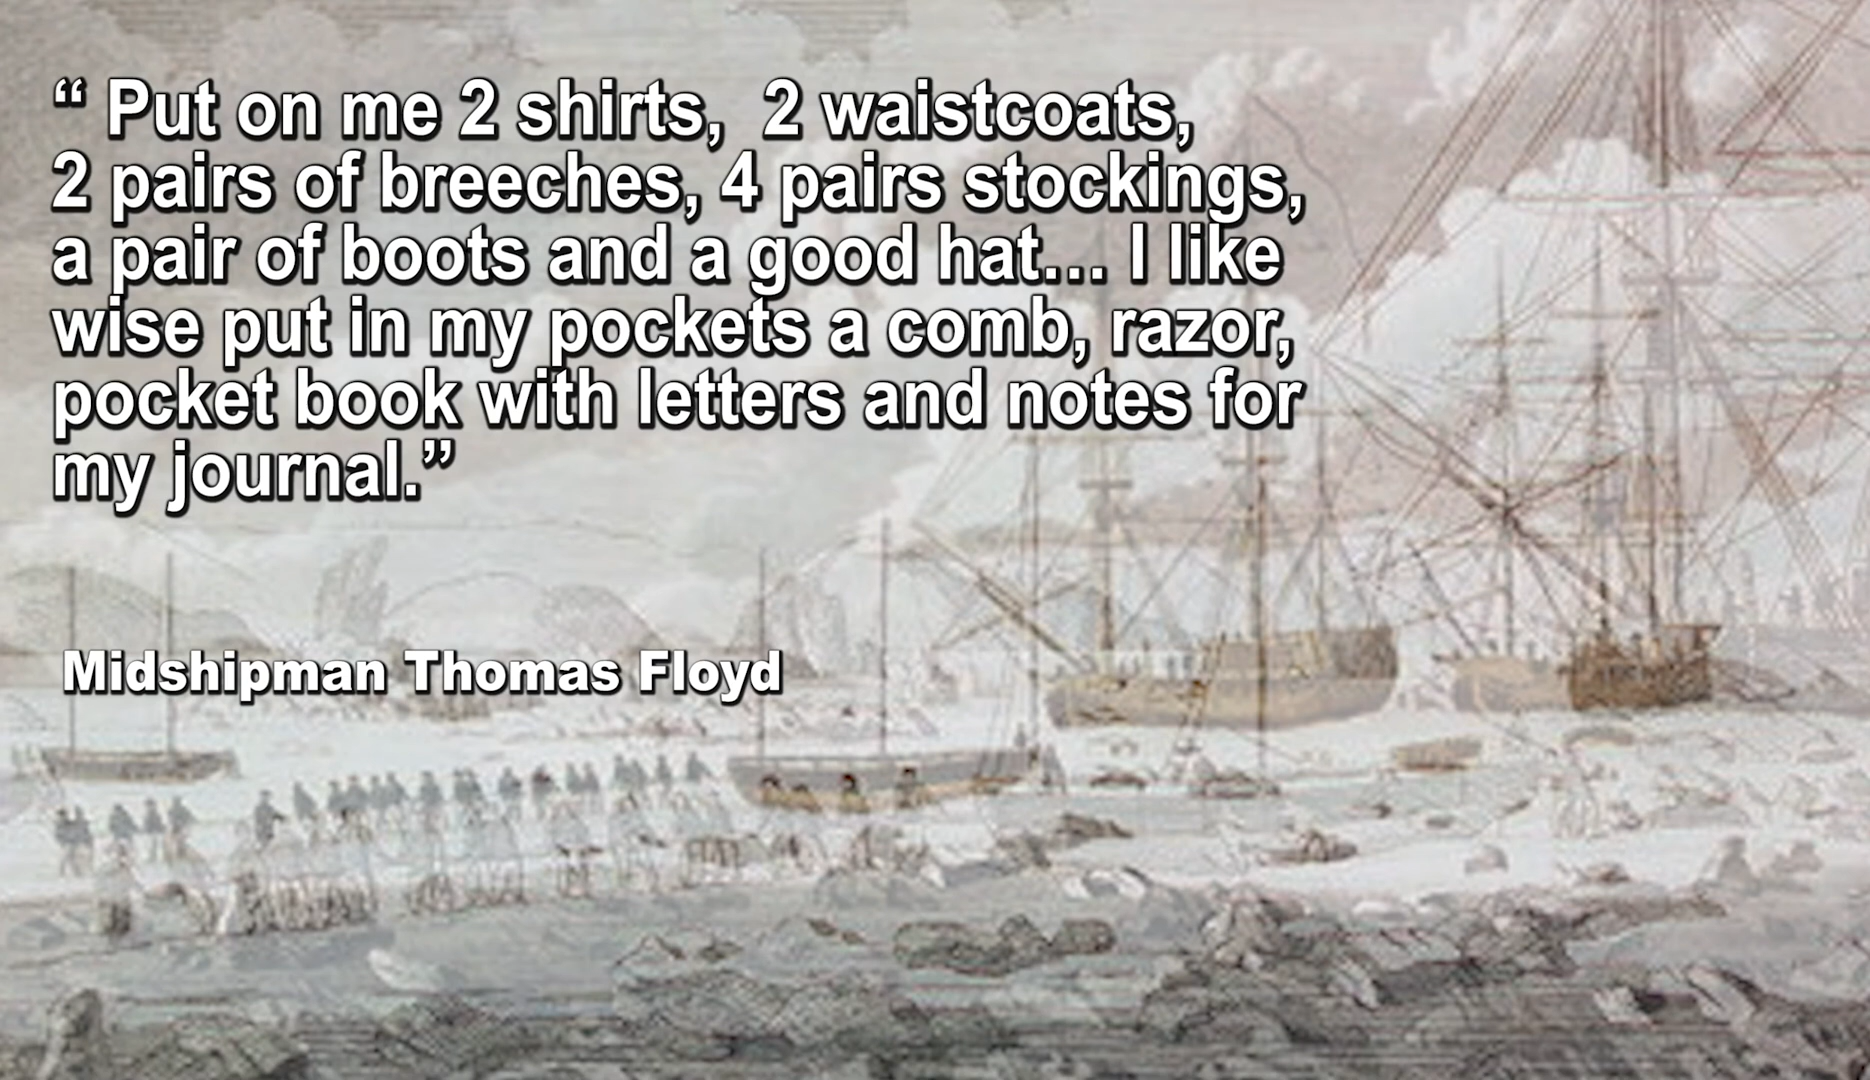 “ Put on me 2 shirts,  2 waistcoats,
2 pairs of breeches, 4 pairs stockings,
a pair of boots and a good hat... I like
wise put in my pockets a comb, razor,
pocket book with letters and notes for
my journal.”
Midshipman Thomas Floyd